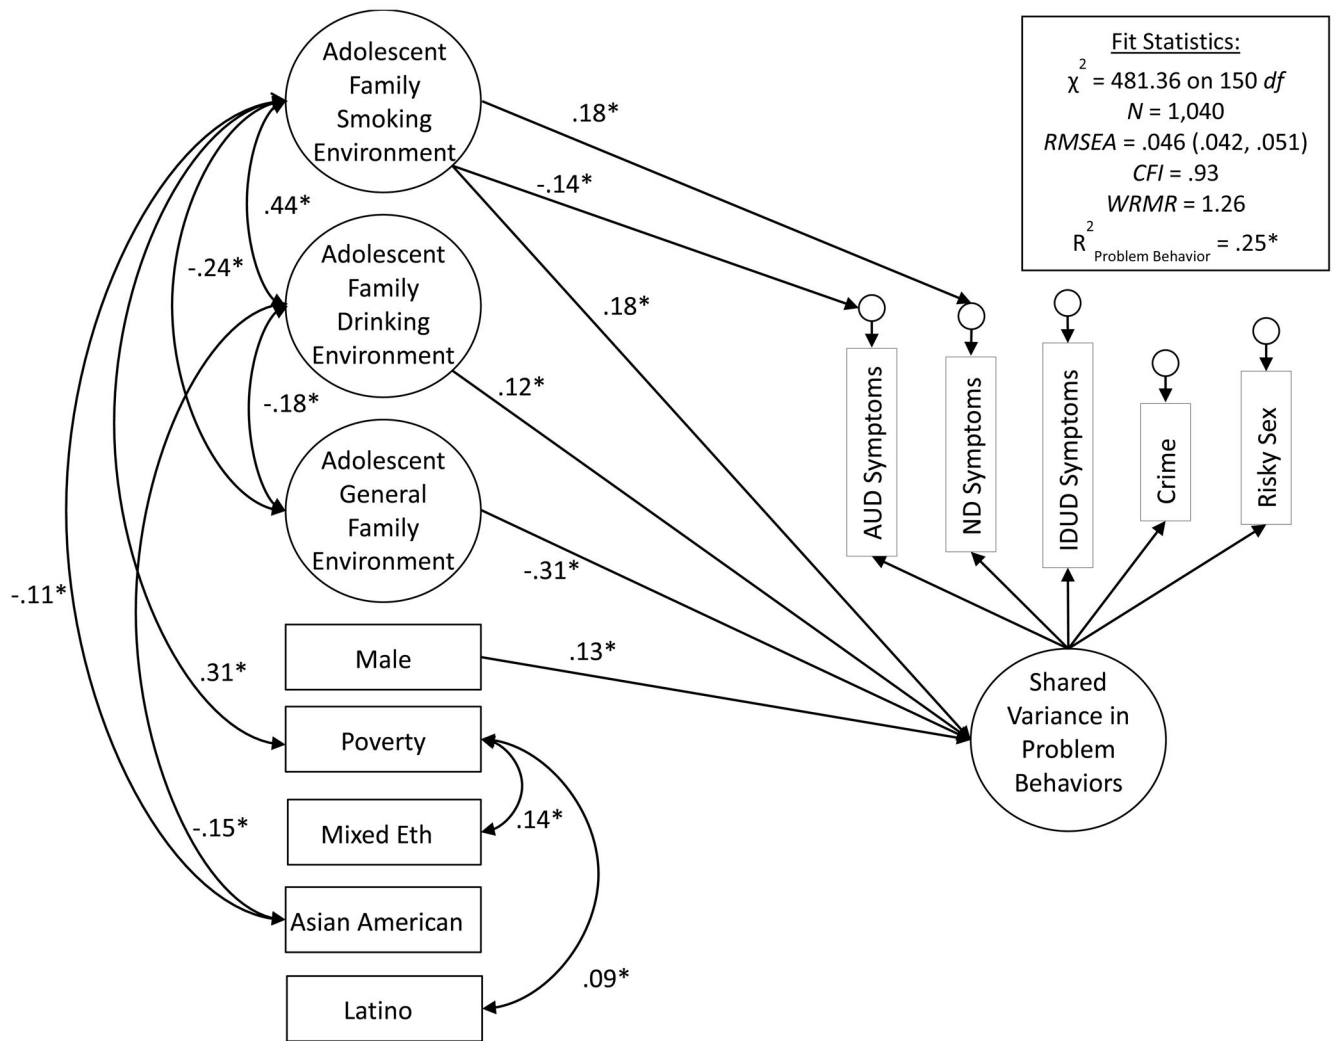 Adolescent
Family
Smoking
Environment
Adolescent
Family
Drinking
Environment
Adolescent
General
Family
Environment
Male
Poverty
Mixed Eth
Asian American
Latino
.44*
-.24*
-.18*
-.11*
.31*
-.15*
.14*
.09*
.18*
-.14*
.18*
.12*
-.31*
.13*
Fit Statistics:
χ² = 481.36 on 150 df
N = 1,040
RMSEA = .046 (.042, .051)
CFI = .93
WRMR = 1.26
R² Problem Behavior = .25*
AUD Symptoms
ND Symptoms
IDUD Symptoms
Crime
Risky Sex
Shared
Variance in
Problem
Behaviors